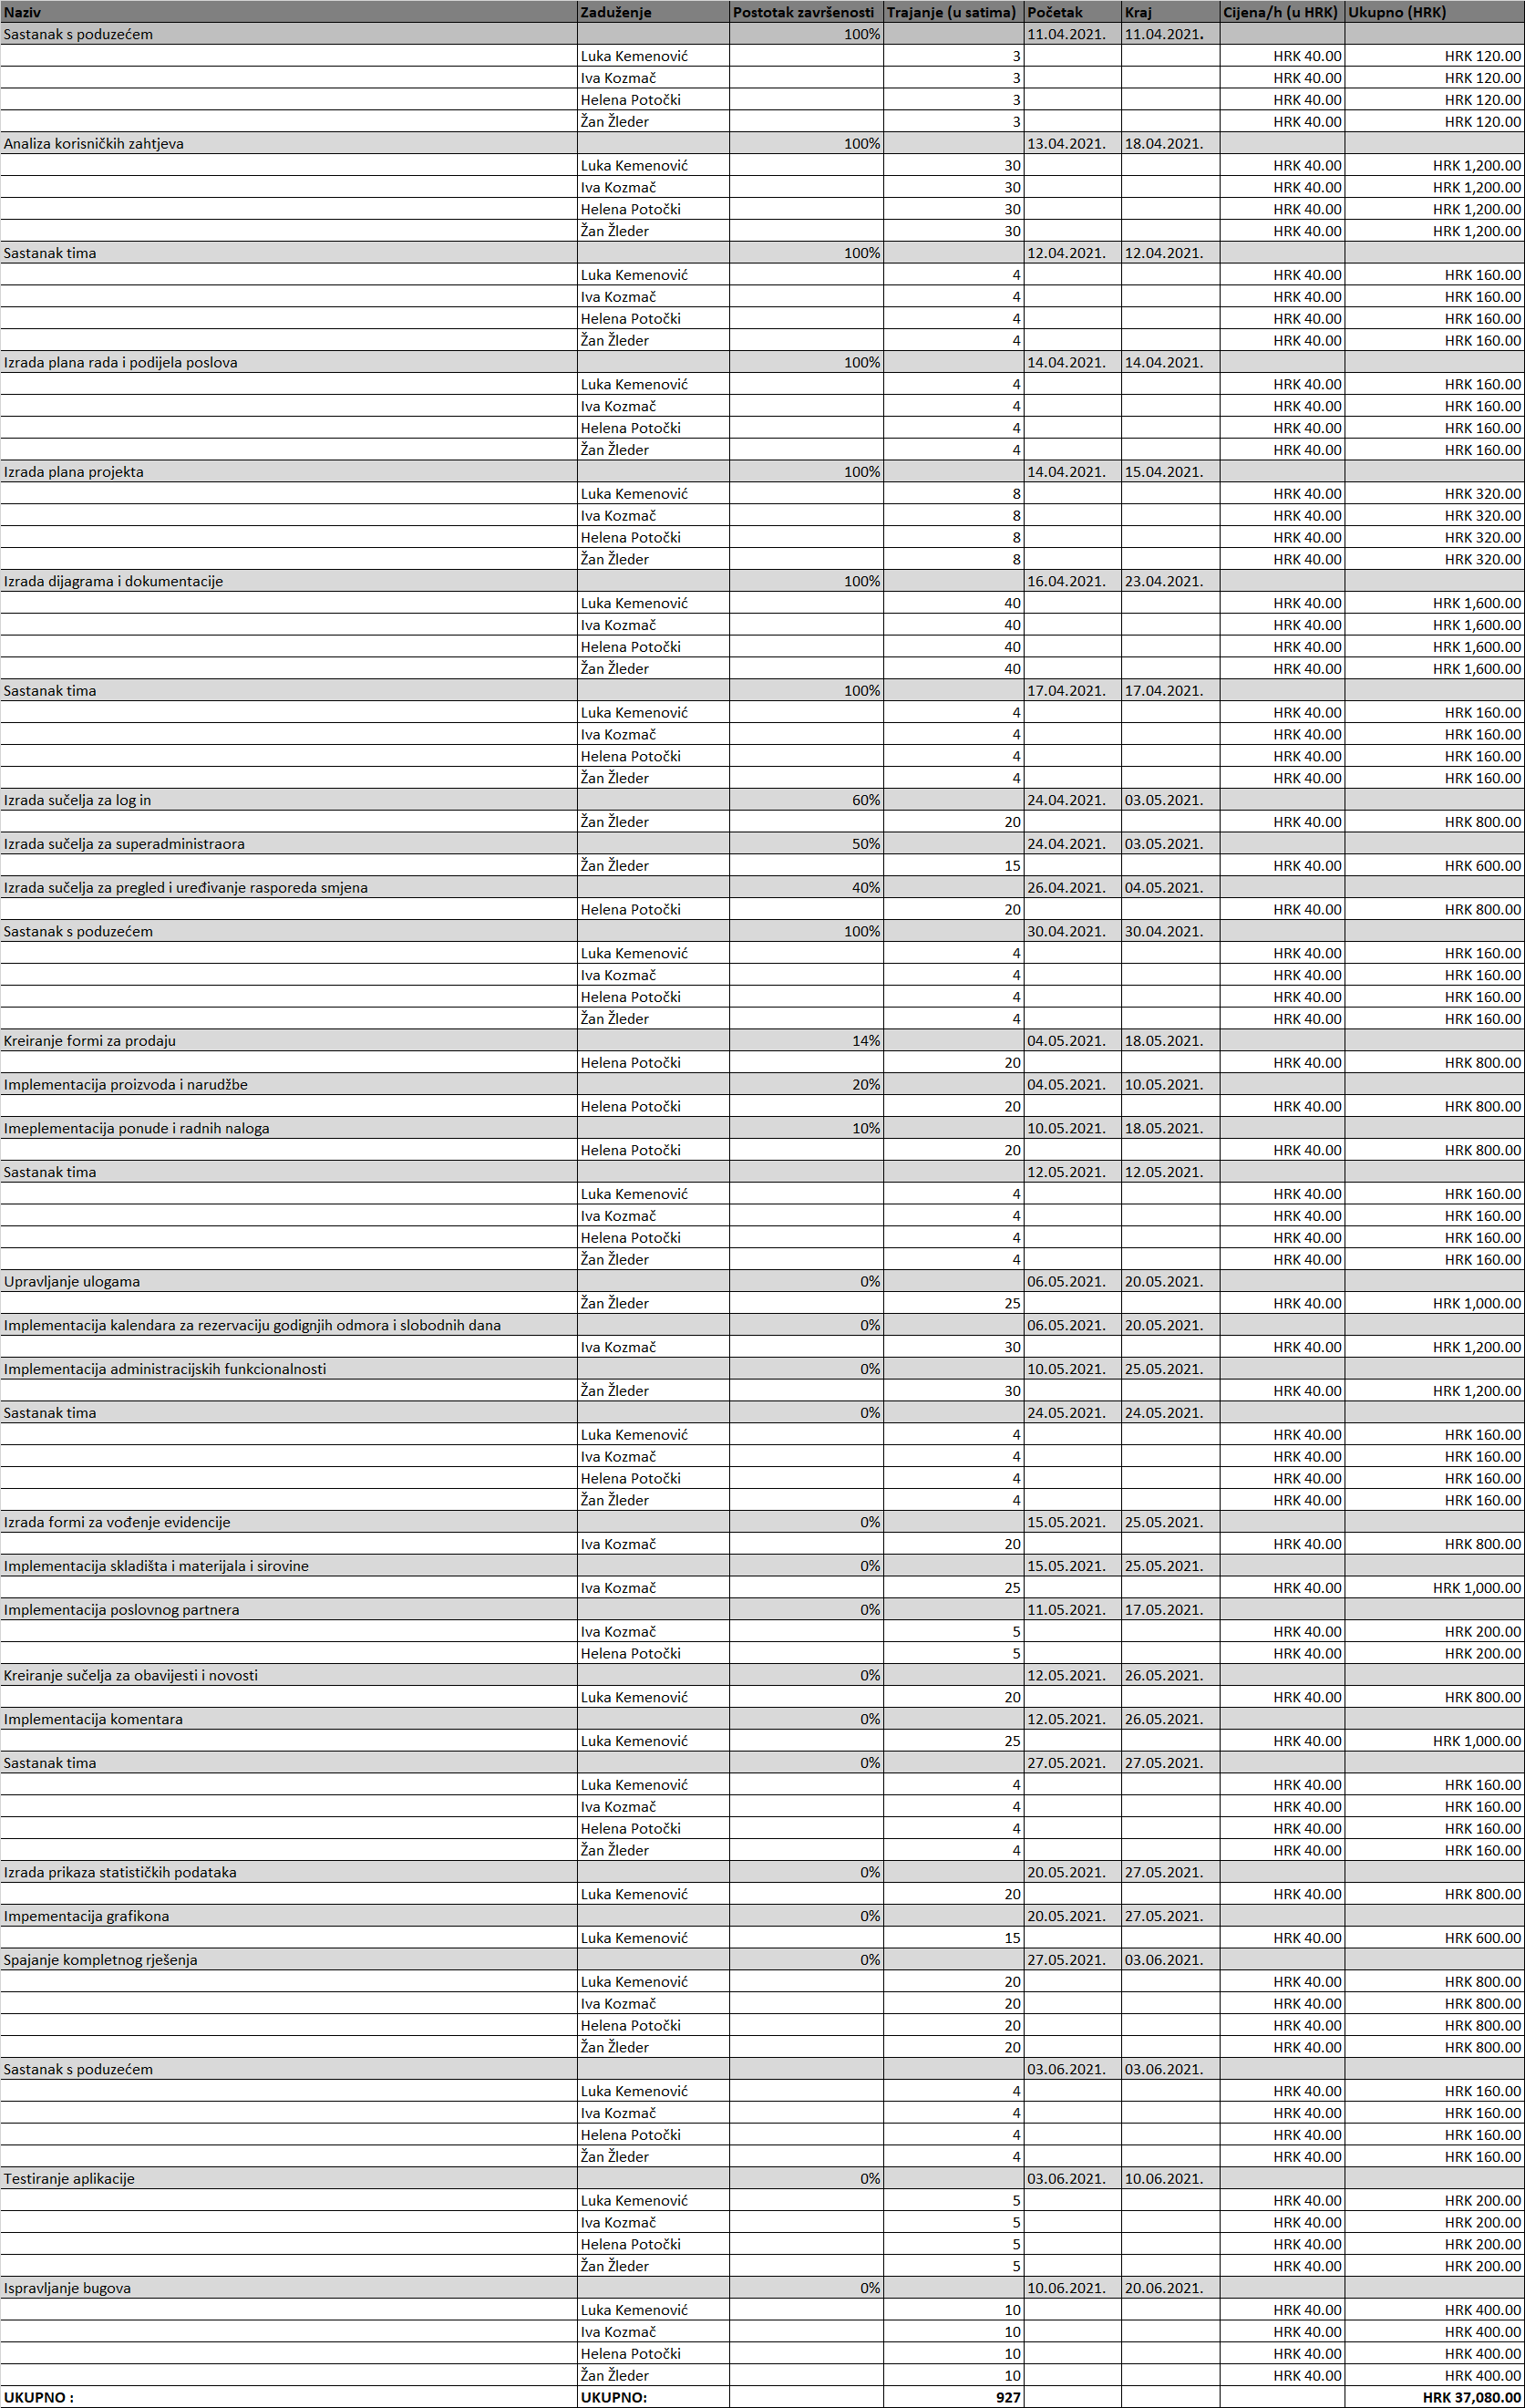 Naziv Zaduženje Postotak završenosti Trajanje (u satima) Početak Kraj Cijena/h (u HRK) Ukupno (HRK)
Sastanak s poduzećem 100% 11.04.2021. 11.04.2021.
Luka Kemenović 3 HRK 40.00 HRK 120.00
Iva Kozmač 3 HRK 40.00 HRK 120.00
Helena Potočki 3 HRK 40.00 HRK 120.00
Žan Žleder 3 HRK 40.00 HRK 120.00
Analiza korisničkih zahtjeva 100% 13.04.2021. 18.04.2021.
Luka Kemenović 30 HRK 40.00 HRK 1,200.00
Iva Kozmač 30 HRK 40.00 HRK 1,200.00
Helena Potočki 30 HRK 40.00 HRK 1,200.00
Žan Žleder 30 HRK 40.00 HRK 1,200.00
Sastanak tima 100% 12.04.2021. 12.04.2021.
Luka Kemenović 4 HRK 40.00 HRK 160.00
Iva Kozmač 4 HRK 40.00 HRK 160.00
Helena Potočki 4 HRK 40.00 HRK 160.00
Žan Žleder 4 HRK 40.00 HRK 160.00
Izrada plana rada i podijela poslova 100% 14.04.2021. 14.04.2021.
Luka Kemenović 4 HRK 40.00 HRK 160.00
Iva Kozmač 4 HRK 40.00 HRK 160.00
Helena Potočki 4 HRK 40.00 HRK 160.00
Žan Žleder 4 HRK 40.00 HRK 160.00
Izrada plana projekta 100% 14.04.2021. 15.04.2021.
Luka Kemenović 8 HRK 40.00 HRK 320.00
Iva Kozmač 8 HRK 40.00 HRK 320.00
Helena Potočki 8 HRK 40.00 HRK 320.00
Žan Žleder 8 HRK 40.00 HRK 320.00
Izrada dijagrama i dokumentacije 100% 16.04.2021. 23.04.2021.
Luka Kemenović 40 HRK 40.00 HRK 1,600.00
Iva Kozmač 40 HRK 40.00 HRK 1,600.00
Helena Potočki 40 HRK 40.00 HRK 1,600.00
Žan Žleder 40 HRK 40.00 HRK 1,600.00
Sastanak tima 100% 17.04.2021. 17.04.2021.
Luka Kemenović 4 HRK 40.00 HRK 160.00
Iva Kozmač 4 HRK 40.00 HRK 160.00
Helena Potočki 4 HRK 40.00 HRK 160.00
Žan Žleder 4 HRK 40.00 HRK 160.00
Izrada sučelja za log in 60% 24.04.2021. 03.05.2021.
Žan Žleder 20 HRK 40.00 HRK 800.00
Izrada sučelja za superadministraora 50% 24.04.2021. 03.05.2021.
Žan Žleder 15 HRK 40.00 HRK 600.00
Izrada sučelja za pregled i uređivanje rasporeda smjena 40% 26.04.2021. 04.05.2021.
Helena Potočki 20 HRK 40.00 HRK 800.00
Sastanak s poduzećem 100% 30.04.2021. 30.04.2021.
Luka Kemenović 4 HRK 40.00 HRK 160.00
Iva Kozmač 4 HRK 40.00 HRK 160.00
Helena Potočki 4 HRK 40.00 HRK 160.00
Žan Žleder 4 HRK 40.00 HRK 160.00
Kreiranje formi za prodaju 14% 04.05.2021. 18.05.2021.
Helena Potočki 20 HRK 40.00 HRK 800.00
Implementacija proizvoda i narudžbe 20% 04.05.2021. 10.05.2021.
Helena Potočki 20 HRK 40.00 HRK 800.00
Imeplementacija ponude i radnih naloga 10% 10.05.2021. 18.05.2021.
Helena Potočki 20 HRK 40.00 HRK 800.00
Sastanak tima 12.05.2021. 12.05.2021.
Luka Kemenović 4 HRK 40.00 HRK 160.00
Iva Kozmač 4 HRK 40.00 HRK 160.00
Helena Potočki 4 HRK 40.00 HRK 160.00
Žan Žleder 4 HRK 40.00 HRK 160.00
Upravljanje ulogama 0% 06.05.2021. 20.05.2021.
Žan Žleder 25 HRK 40.00 HRK 1,000.00
Implementacija kalendara za rezervaciju godignjih odmora i slobodnih dana 0% 06.05.2021. 20.05.2021.
Iva Kozmač 30 HRK 40.00 HRK 1,200.00
Implementacija administracijskih funkcionalnosti 0% 10.05.2021. 25.05.2021.
Žan Žleder 30 HRK 40.00 HRK 1,200.00
Sastanak tima 0% 24.05.2021. 24.05.2021.
Luka Kemenović 4 HRK 40.00 HRK 160.00
Iva Kozmač 4 HRK 40.00 HRK 160.00
Helena Potočki 4 HRK 40.00 HRK 160.00
Žan Žleder 4 HRK 40.00 HRK 160.00
Izrada formi za vođenje evidencije 0% 15.05.2021. 25.05.2021.
Iva Kozmač 20 HRK 40.00 HRK 800.00
Implementacija skladišta i materijala i sirovine 0% 15.05.2021. 25.05.2021.
Iva Kozmač 25 HRK 40.00 HRK 1,000.00
Implementacija poslovnog partnera 0% 11.05.2021. 17.05.2021.
Iva Kozmač 5 HRK 40.00 HRK 200.00
Helena Potočki 5 HRK 40.00 HRK 200.00
Kreiranje sučelja za obavijesti i novosti 0% 12.05.2021. 26.05.2021.
Luka Kemenović 20 HRK 40.00 HRK 800.00
Implementacija komentara 0% 12.05.2021. 26.05.2021.
Luka Kemenović 25 HRK 40.00 HRK 1,000.00
Sastanak tima 0% 27.05.2021. 27.05.2021.
Luka Kemenović 4 HRK 40.00 HRK 160.00
Iva Kozmač 4 HRK 40.00 HRK 160.00
Helena Potočki 4 HRK 40.00 HRK 160.00
Žan Žleder 4 HRK 40.00 HRK 160.00
Izrada prikaza statističkih podataka 0% 20.05.2021. 27.05.2021.
Luka Kemenović 20 HRK 40.00 HRK 800.00
Impementacija grafikona 0% 20.05.2021. 27.05.2021.
Luka Kemenović 15 HRK 40.00 HRK 600.00
Spajanje kompletnog rješenja 0% 27.05.2021. 03.06.2021.
Luka Kemenović 20 HRK 40.00 HRK 800.00
Iva Kozmač 20 HRK 40.00 HRK 800.00
Helena Potočki 20 HRK 40.00 HRK 800.00
Žan Žleder 20 HRK 40.00 HRK 800.00
Sastanak s poduzećem 03.06.2021. 03.06.2021.
Luka Kemenović 4 HRK 40.00 HRK 160.00
Iva Kozmač 4 HRK 40.00 HRK 160.00
Helena Potočki 4 HRK 40.00 HRK 160.00
Žan Žleder 4 HRK 40.00 HRK 160.00
Testiranje aplikacije 0% 03.06.2021. 10.06.2021.
Luka Kemenović 5 HRK 40.00 HRK 200.00
Iva Kozmač 5 HRK 40.00 HRK 200.00
Helena Potočki 5 HRK 40.00 HRK 200.00
Žan Žleder 5 HRK 40.00 HRK 200.00
Ispravljanje bugova 0% 10.06.2021. 20.06.2021.
Luka Kemenović 10 HRK 40.00 HRK 400.00
Iva Kozmač 10 HRK 40.00 HRK 400.00
Helena Potočki 10 HRK 40.00 HRK 400.00
Žan Žleder 10 HRK 40.00 HRK 400.00
UKUPNO : UKUPNO: 927 HRK 37,080.00